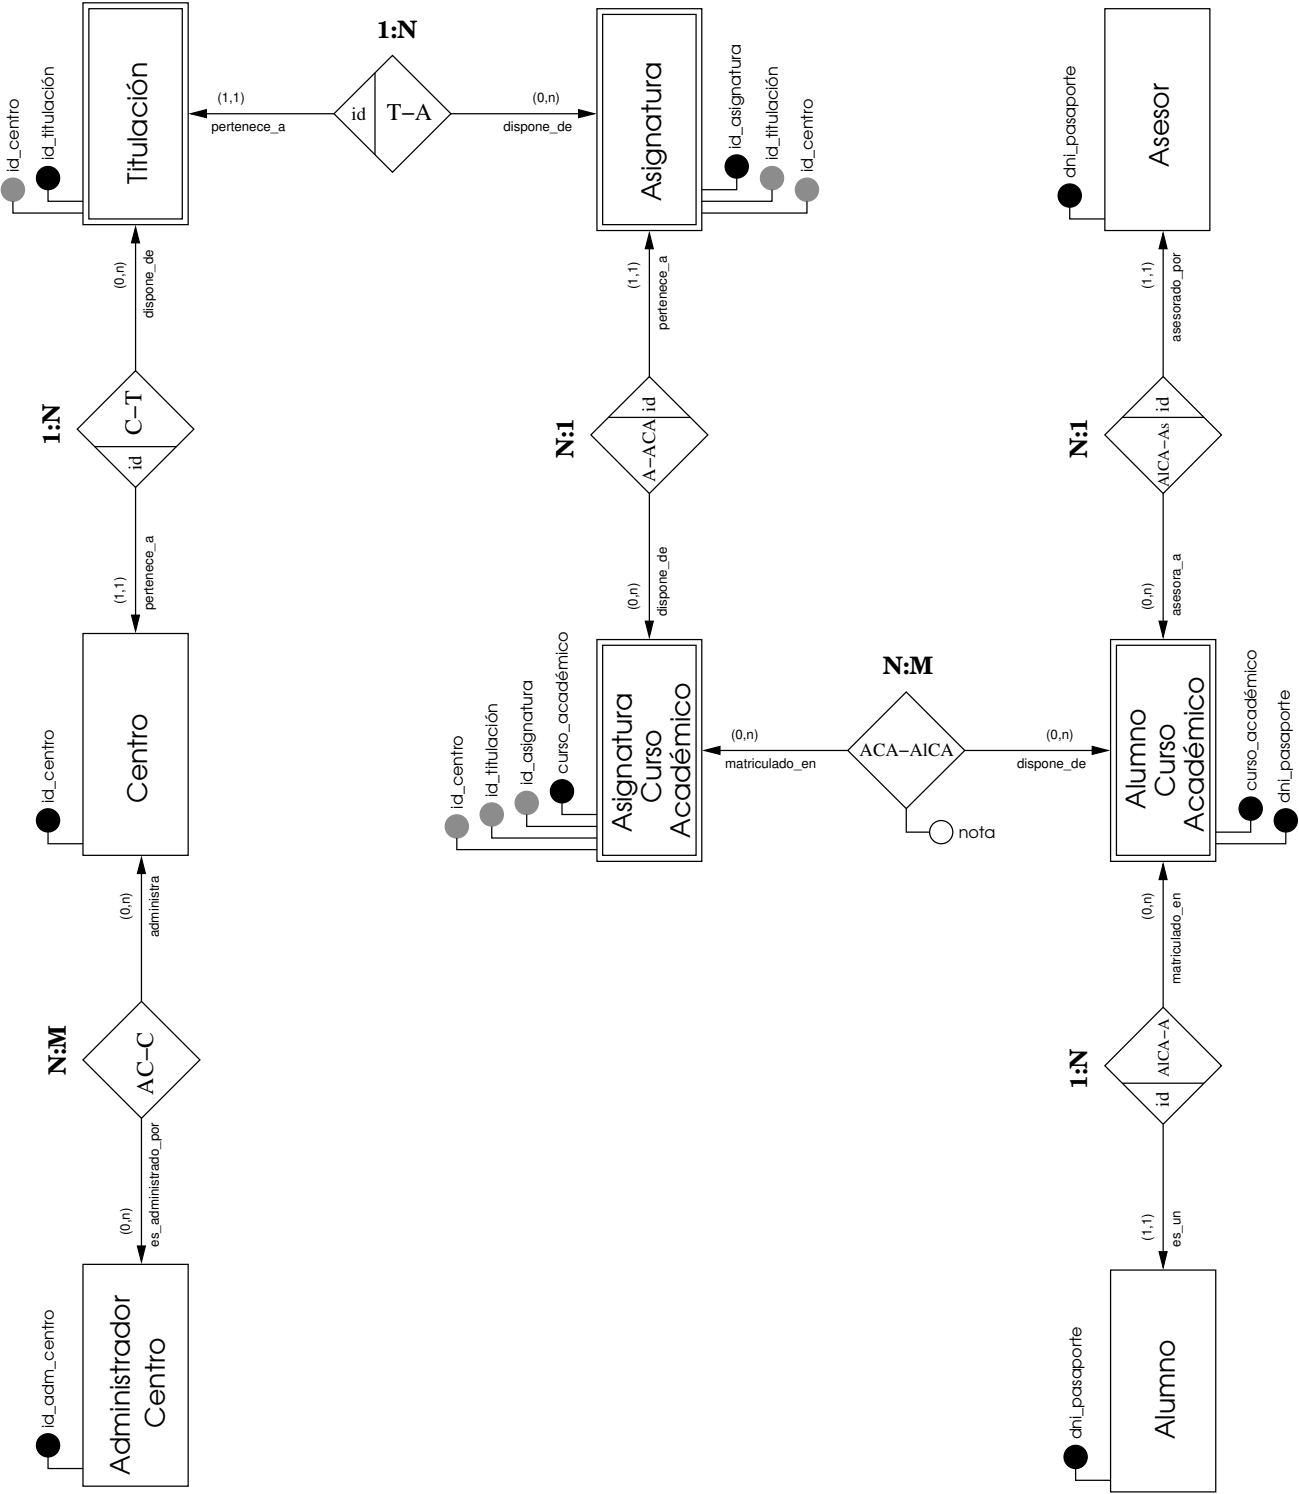 id_adm_centro
Administrador
Centro
(0,n)
es_administrado_por
N:M
AC–C
(0,n)
administra
id_centro
Centro
(1,1)
pertenece_a
1:N
id
C–T
(0,n)
dispone_de
id_centro
id_titulación
Titulación
(1,1)
pertenece_a
1:N
id
T–A
(0,n)
dispone_de
Asignatura
id_asignatura
id_titulación
id_centro
(1,1)
pertenece_a
N:1
A–ACA
id
(0,n)
dispone_de
id_centro
id_titulación
id_asignatura
curso_académico
Asignatura
Curso
Académico
(0,n)
matriculado_en
N:M
ACA–AlCA
nota
(0,n)
dispone_de
Alumno
Curso
Académico
curso_académico
dni_pasaporte
(0,n)
asesora_a
N:1
AlCA–As
id
(1,1)
asesorado_por
dni_pasaporte
Asesor
(0,n)
matriculado_en
1:N
id
AlCA–A
(1,1)
es_un
dni_pasaporte
Alumno